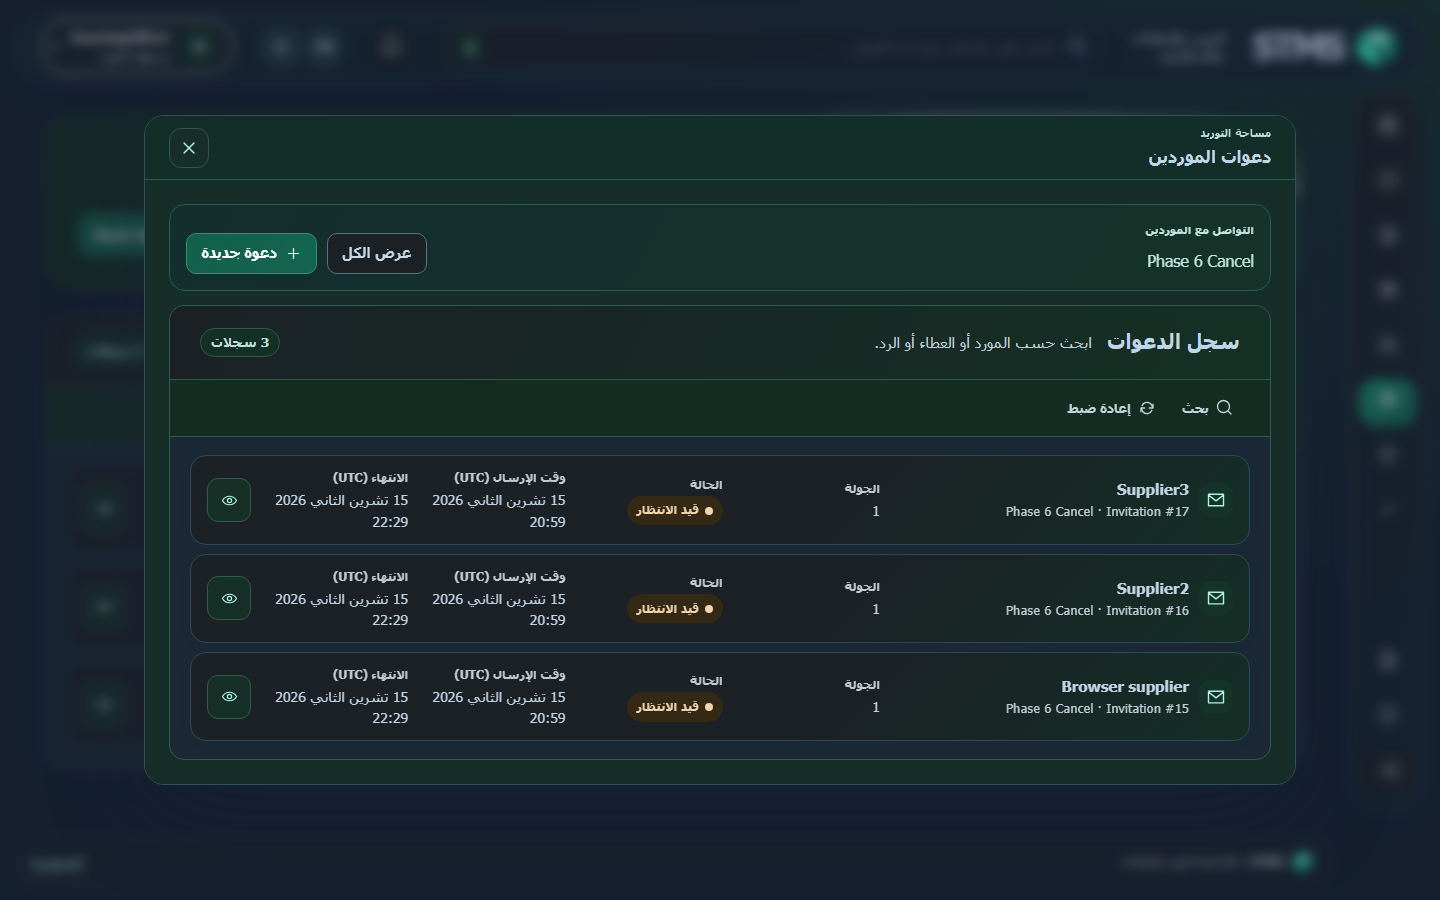 STMS
مساحة التوريد
دعوات الموردين
التواصل مع الموردين
Phase 6 Cancel
عرض الكل
دعوة جديدة
سجل الدعوات
ابحث حسب المورد أو العطاء أو الرد.
3 سجلات
بحث
إعادة ضبط
Supplier3
Phase 6 Cancel · Invitation #17
الجولة
1
الحالة
قيد الانتظار
وقت الإرسال (UTC)
15 تشرين الثاني 2026
20:59
الانتهاء (UTC)
15 تشرين الثاني 2026
22:29
Supplier2
Phase 6 Cancel · Invitation #16
الجولة
1
الحالة
قيد الانتظار
وقت الإرسال (UTC)
15 تشرين الثاني 2026
20:59
الانتهاء (UTC)
15 تشرين الثاني 2026
22:29
Browser supplier
Phase 6 Cancel · Invitation #15
الجولة
1
الحالة
قيد الانتظار
وقت الإرسال (UTC)
15 تشرين الثاني 2026
20:59
الانتهاء (UTC)
15 تشرين الثاني 2026
22:29